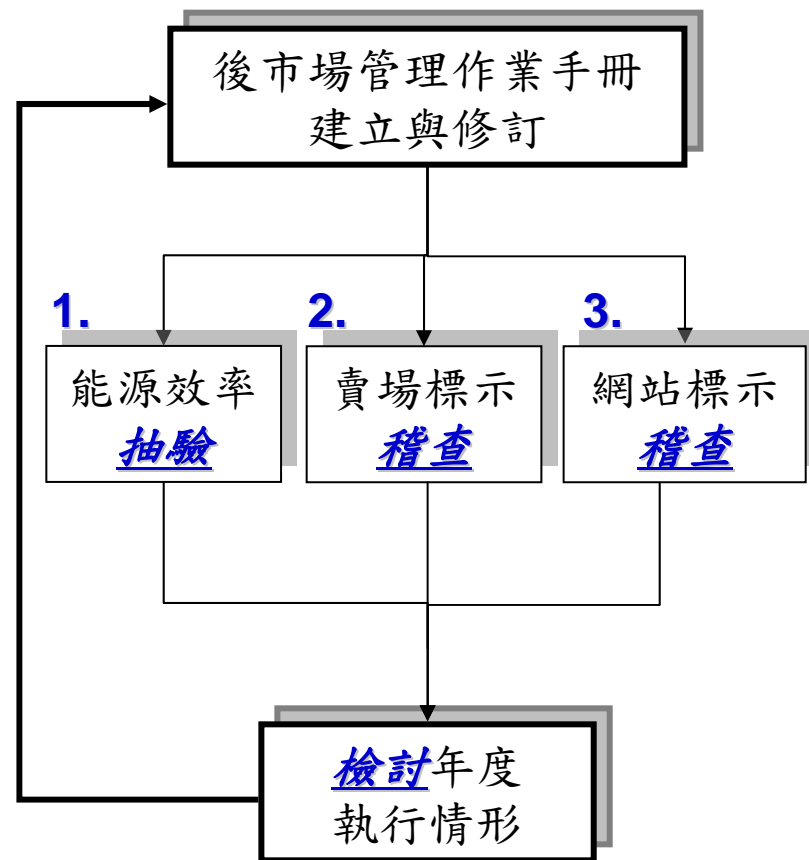 後市場管理作業手冊
建立與修訂
1.
能源效率
抽驗
2.
賣場標示
稽查
3.
網站標示
稽查
檢討年度
執行情形